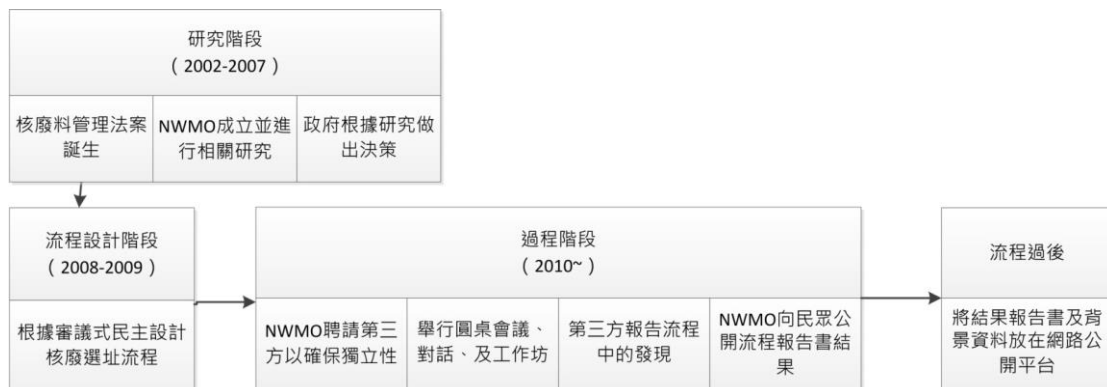 研究階段
（2002-2007）
核廢料管理法案
誕生
NWMO成立並進
行相關研究
政府根據研究做
出決策
流程設計階段
（2008-2009）
根據審議式民主設計
核廢選址流程
過程階段
（2010~）
NWMO聘請第三
方以確保獨立性
舉行圓桌會議、
對話、及工作坊
第三方報告流程
中的發現
NWMO向民眾公
開流程報告書結
果
流程過後
將結果報告書及背
景資料放在網路公
開平台